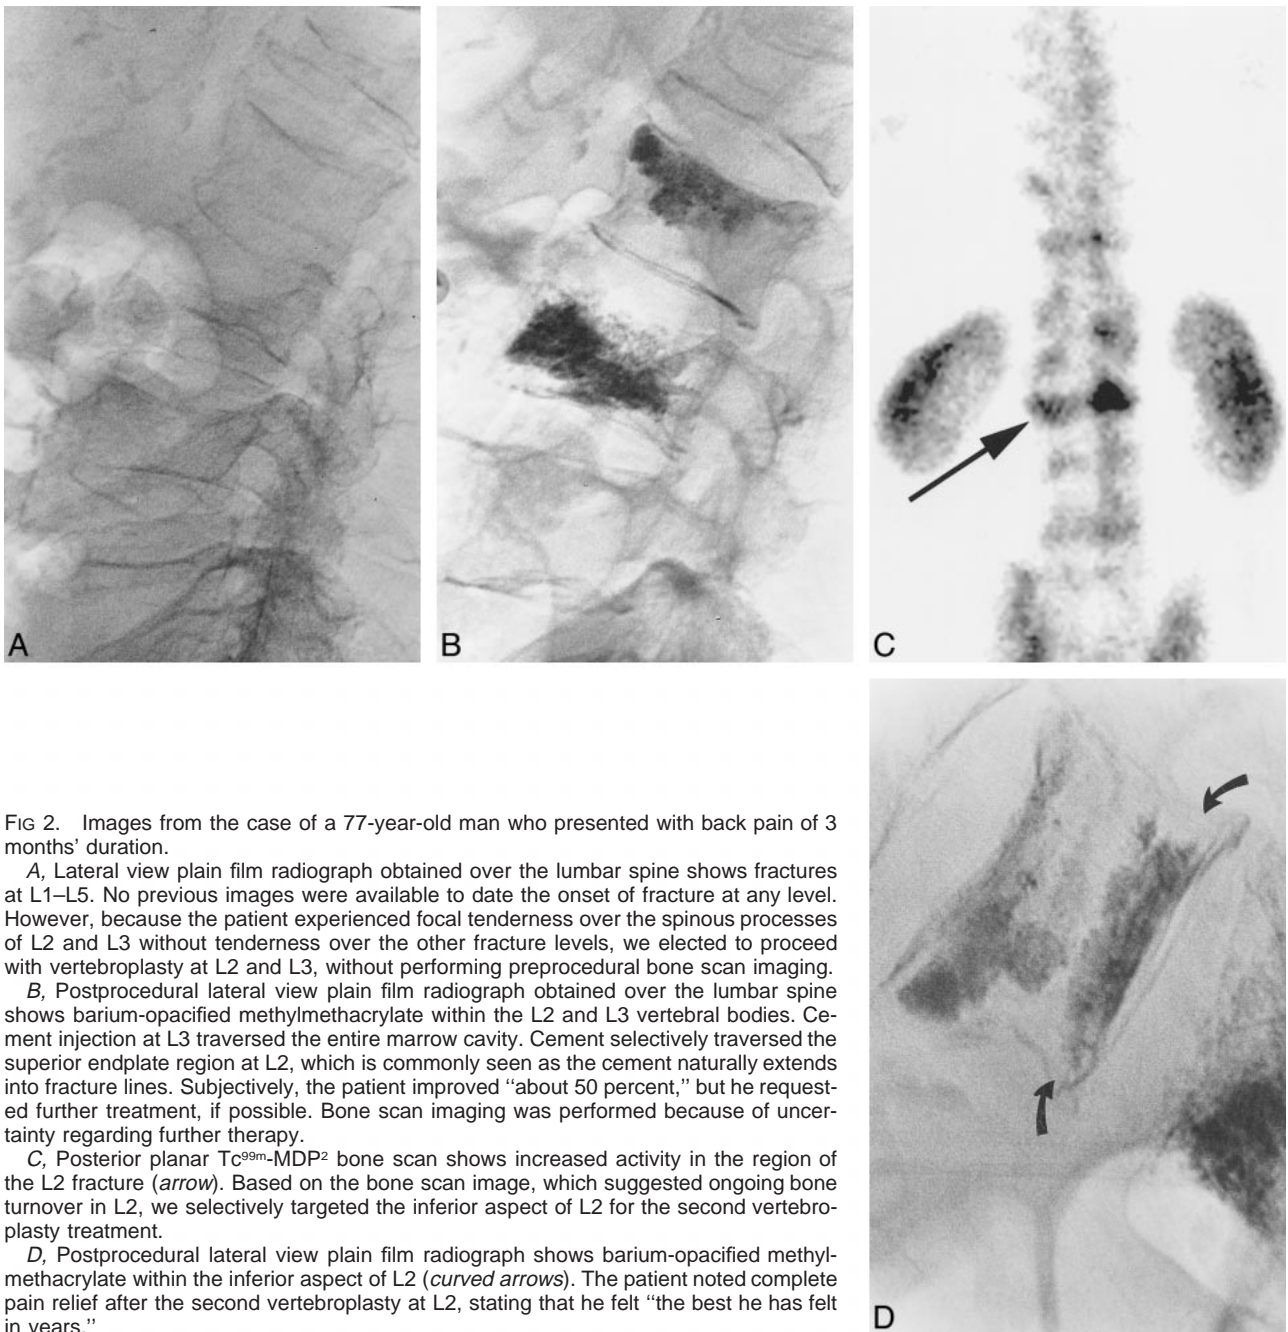 A
B
C
D
FIG 2. Images from the case of a 77-year-old man who presented with back pain of 3
months' duration.
A, Lateral view plain film radiograph obtained over the lumbar spine shows fractures
at L1–L5. No previous images were available to date the onset of fracture at any level.
However, because the patient experienced focal tenderness over the spinous processes
of L2 and L3 without tenderness over the other fracture levels, we elected to proceed
with vertebroplasty at L2 and L3, without performing preprocedural bone scan imaging.
B, Postprocedural lateral view plain film radiograph obtained over the lumbar spine
shows barium-opacified methylmethacrylate within the L2 and L3 vertebral bodies. Ce-
ment injection at L3 traversed the entire marrow cavity. Cement selectively traversed the
superior endplate region at L2, which is commonly seen as the cement naturally extends
into fracture lines. Subjectively, the patient improved ‘‘about 50 percent,’’ but he request-
ed further treatment, if possible. Bone scan imaging was performed because of uncer-
tainty regarding further therapy.
C, Posterior planar Tc⁹⁹ᵐ-MDP² bone scan shows increased activity in the region of
the L2 fracture (arrow). Based on the bone scan image, which suggested ongoing bone
turnover in L2, we selectively targeted the inferior aspect of L2 for the second vertebro-
plasty treatment.
D, Postprocedural lateral view plain film radiograph shows barium-opacified methyl-
methacrylate within the inferior aspect of L2 (curved arrows). The patient noted complete
pain relief after the second vertebroplasty at L2, stating that he felt ‘‘the best he has felt
in years.’’